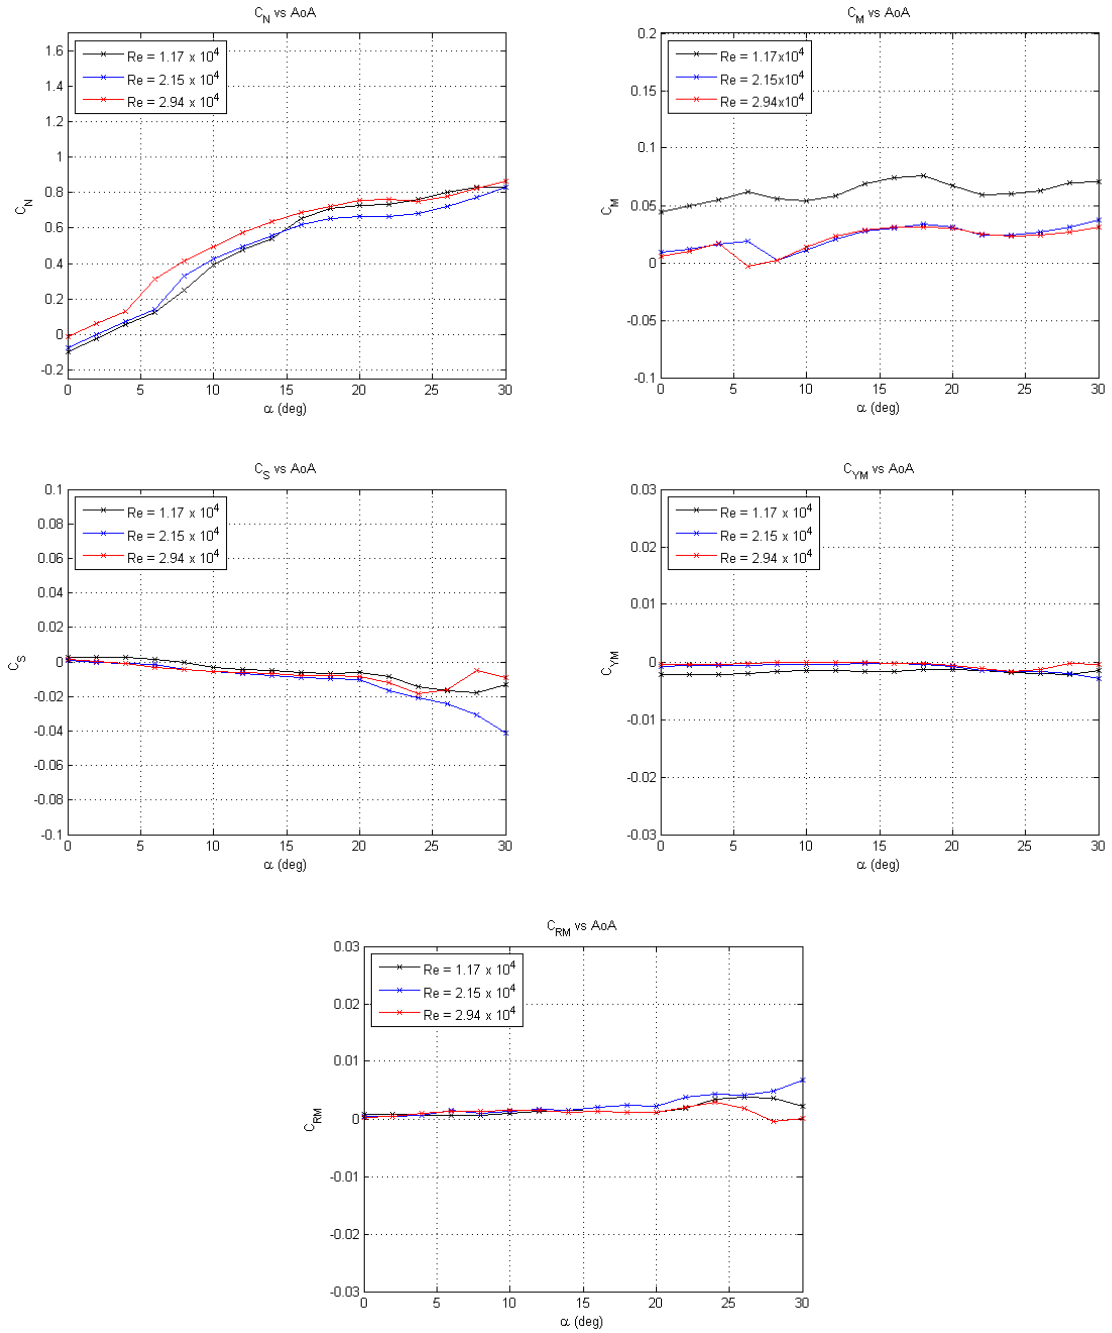 C_N vs AoA
1.6
1.4
1.2
1
0.8
0.6
0.4
0.2
0
-0.2
C_N
Re = 1.17 x 10^4
Re = 2.15 x 10^4
Re = 2.94 x 10^4
0 5 10 15 20 25 30
α (deg)
C_M vs AoA
0.2
0.15
0.1
0.05
0
-0.05
-0.1
C_M
Re = 1.17x10^4
Re = 2.15x10^4
Re = 2.94x10^4
0 5 10 15 20 25 30
α (deg)
C_S vs AoA
0.1
0.08
0.06
0.04
0.02
0
-0.02
-0.04
-0.06
-0.08
-0.1
C_S
Re = 1.17 x 10^4
Re = 2.15 x 10^4
Re = 2.94 x 10^4
0 5 10 15 20 25 30
α (deg)
C_YM vs AoA
0.03
0.02
0.01
0
-0.01
-0.02
-0.03
C_YM
Re = 1.17 x 10^4
Re = 2.15 x 10^4
Re = 2.94 x 10^4
0 5 10 15 20 25 30
α (deg)
C_RM vs AoA
0.03
0.02
0.01
0
-0.01
-0.02
-0.03
C_RM
Re = 1.17 x 10^4
Re = 2.15 x 10^4
Re = 2.94 x 10^4
0 5 10 15 20 25 30
α (deg)